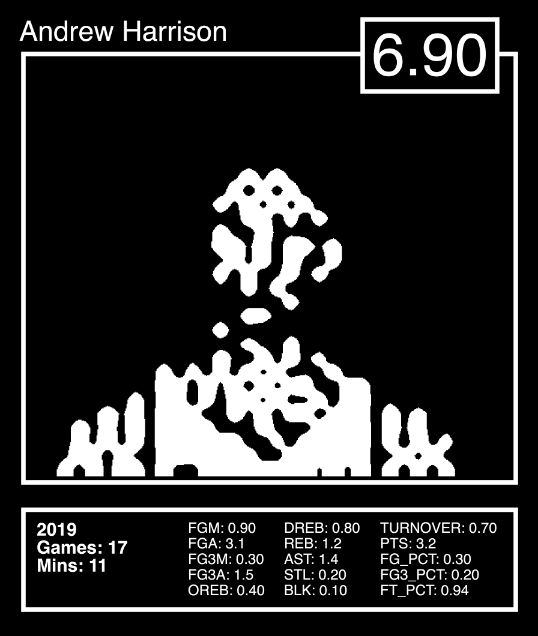 Andrew Harrison
6.90
2019
Games: 17
Mins: 11
FGM: 0.90
FGA: 3.1
FG3M: 0.30
FG3A: 1.5
OREB: 0.40
DREB: 0.80
REB: 1.2
AST: 1.4
STL: 0.20
BLK: 0.10
TURNOVER: 0.70
PTS: 3.2
FG_PCT: 0.30
FG3_PCT: 0.20
FT_PCT: 0.94